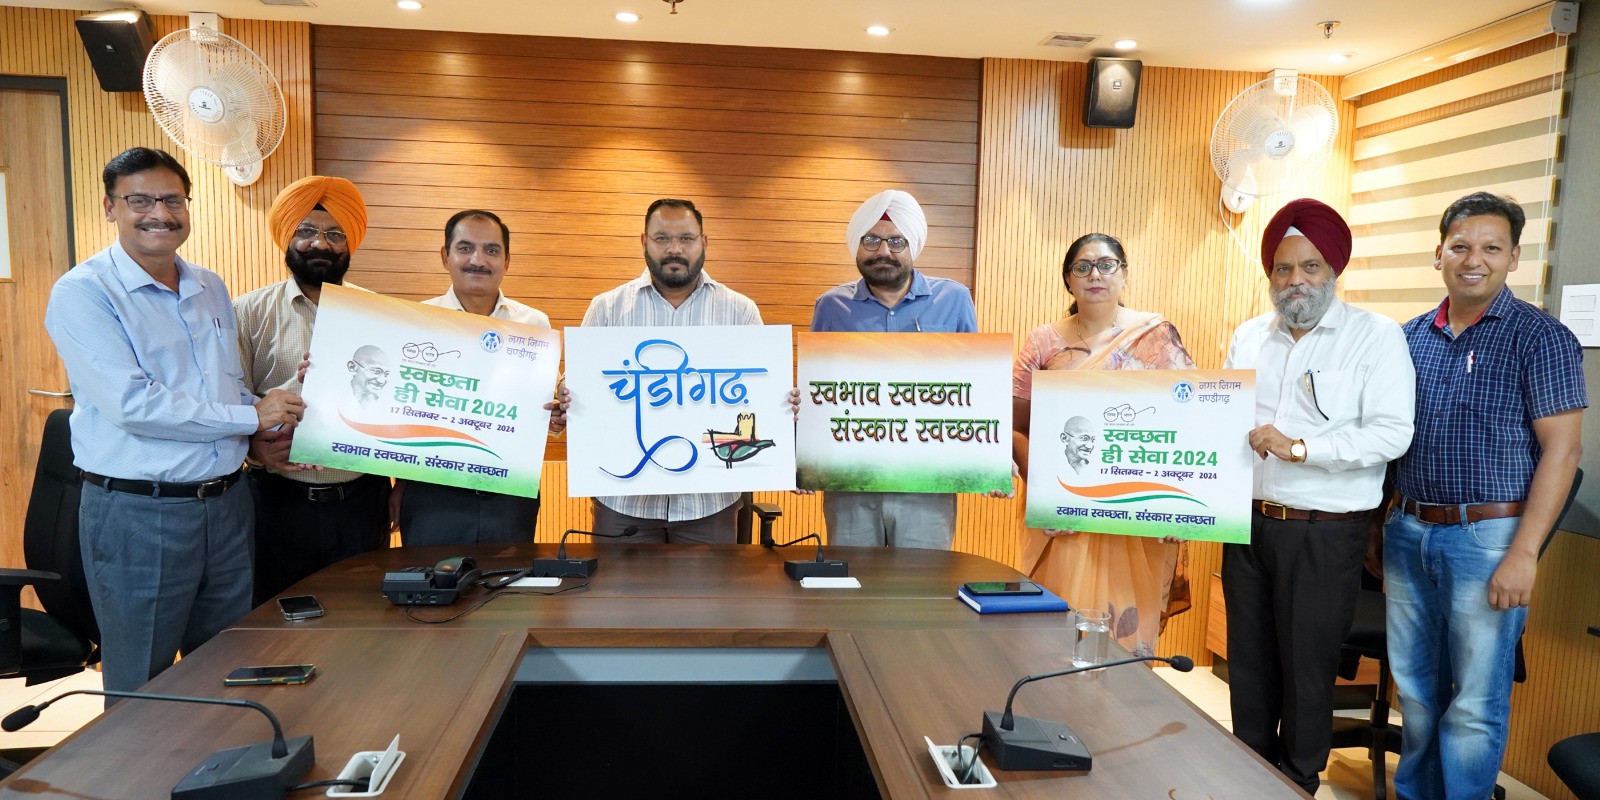 नगर निगम
चण्डीगढ़
स्वच्छता
ही सेवा 2024
17 सितम्बर - 2 अक्टूबर 2024
स्वभाव स्वच्छता, संस्कार स्वच्छता
चंडीगढ़
स्वभाव स्वच्छता
संस्कार स्वच्छता
नगर निगम
चण्डीगढ़
स्वच्छता
ही सेवा 2024
17 सितम्बर - 2 अक्टूबर 2024
स्वभाव स्वच्छता, संस्कार स्वच्छता